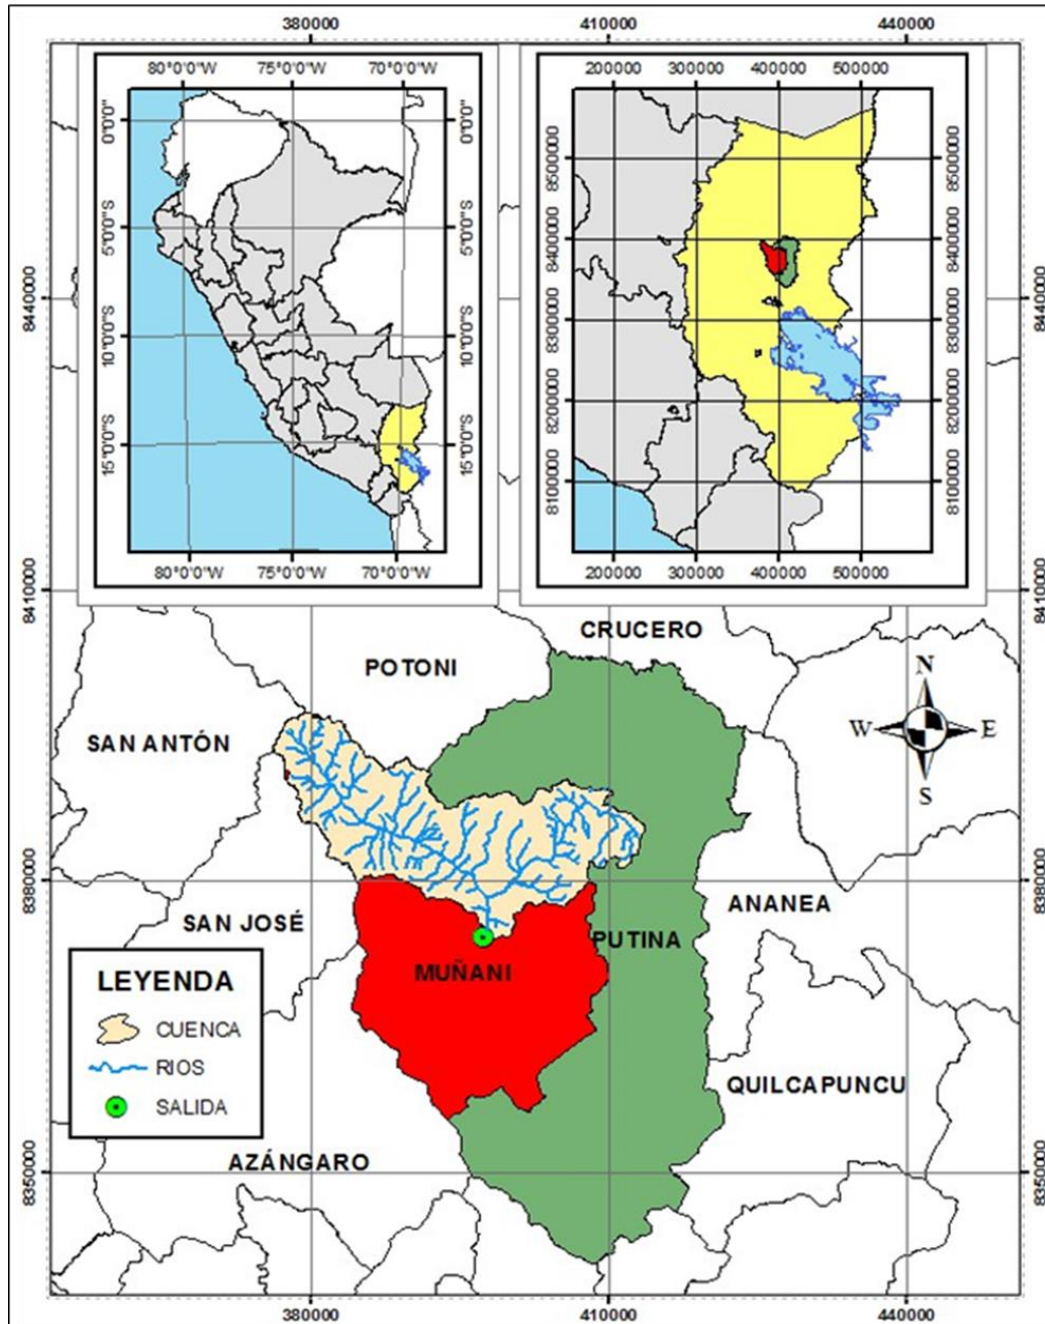 380000 410000 440000
80°0'0"W 75°0'0"W 70°0'0"W
0°0'0"
5°0'0"S
10°0'0"S
15°0'0"S
0°0'0"
5°0'0"S
10°0'0"S
15°0'0"S
80°0'0"W 75°0'0"W 70°0'0"W
200000 300000 400000 500000
8500000
8400000
8300000
8200000
8100000
8500000
8400000
8300000
8200000
8100000
200000 300000 400000 500000
8440000
8410000
8380000
8350000
8440000
8410000
8380000
8350000
CRUCERO
POTONI
SAN ANTÓN
N
W E
S
SAN JOSÉ
ANANEA
PUTINA
MUÑANI
QUILCAPUNCU
AZÁNGARO
LEYENDA
CUENCA
RIOS
SALIDA
380000 410000 440000